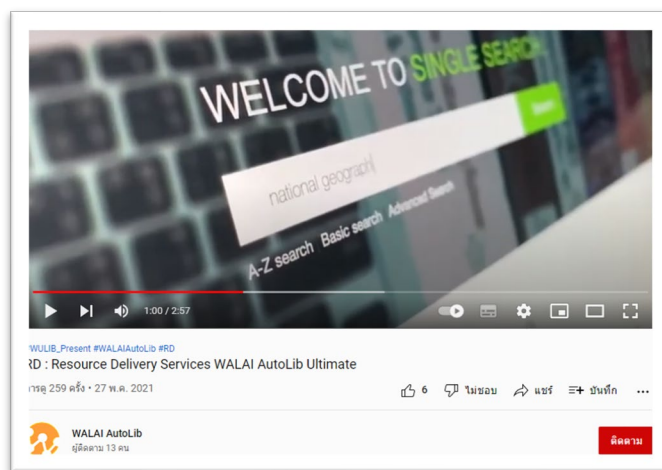 WELCOME TO SINGLE SEARCH
Search
national geograph
A-Z search Basic search Advanced Search
1:00 / 2:57
WULIB_Present #WALAIAutoLib #RD
RD : Resource Delivery Services WALAI AutoLib Ultimate
การดู 259 ครั้ง • 27 พ.ค. 2021
6 ไม่ชอบ แชร์ บันทึก
WALAI AutoLib
ผู้ติดตาม 13 คน
ติดตาม